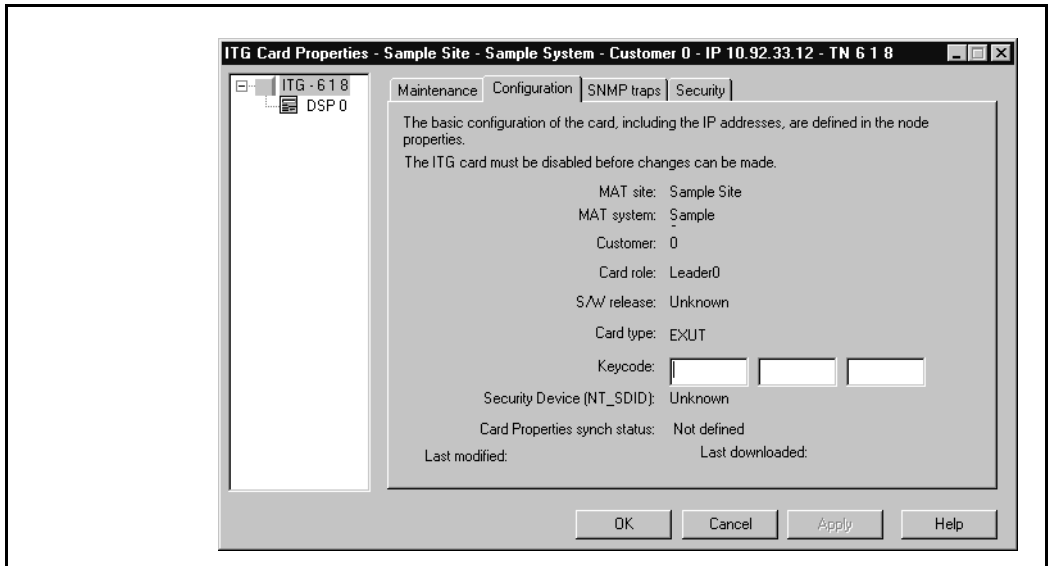 ITG Card Properties - Sample Site - Sample System - Customer 0 - IP 10.92.33.12 - TN 6 1 8
ITG - 6 1 8
DSP 0
Maintenance Configuration SNMP traps Security
The basic configuration of the card, including the IP addresses, are defined in the node
properties.
The ITG card must be disabled before changes can be made.
MAT site: Sample Site
MAT system: Sample
Customer: 0
Card role: Leader0
S/W release: Unknown
Card type: EXUT
Keycode:
Security Device (NT_SDID): Unknown
Card Properties synch status: Not defined
Last modified: Last downloaded:
OK Cancel Apply Help